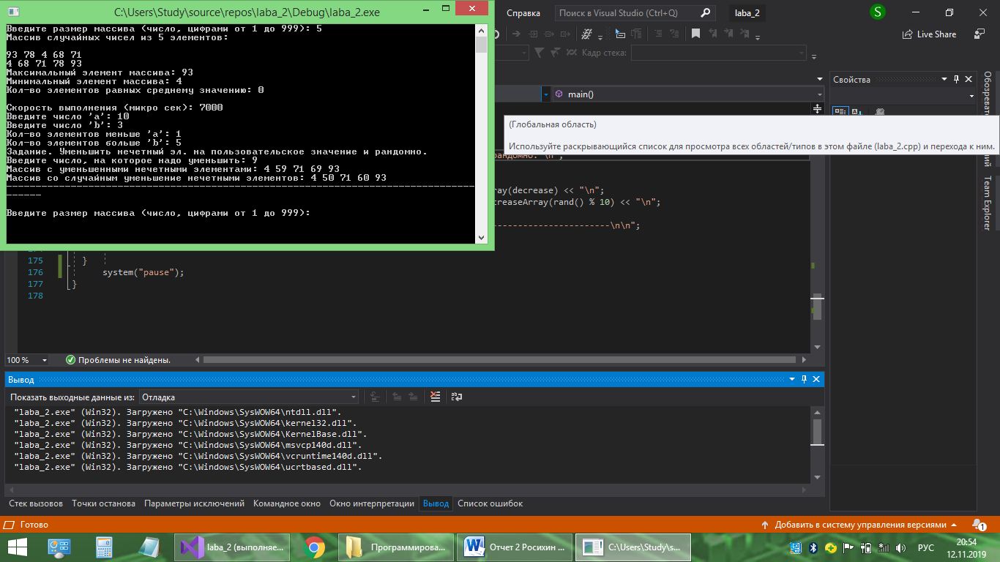 C:\Users\Study\source\repos\laba_2\Debug\laba_2.exe
Введите размер массива (число, цифрами от 1 до 999): 5
Массив случайных чисел из 5 элементов:
93 78 4 68 71
4 68 71 78 93
Максимальный элемент массива: 93
Минимальный элемент массива: 4
Кол-во элементов равных среднему значению: 0
Скорость выполнения (микро сек): 7000
Введите число 'a': 10
Введите число 'b': 3
Кол-во элементов меньше 'a': 1
Кол-во элементов больше 'b': 5
Задание. Уменьшить нечетный эл. на пользовательское значение и рандомно.
Введите число, на которое надо уменьшить: 9
Массив с уменьшенными нечетными элементами: 4 59 71 69 93
Массив со случайным уменьшение нечетными элементов: 4 50 71 60 93
--------------------------------------------------------------------------------
------
Введите размер массива (число, цифрами от 1 до 999):
Справка
Поиск в Visual Studio (Ctrl+Q)
laba_2
S
Live Share
Кадр стека:
main()
(Глобальная область)
Используйте раскрывающийся список для просмотра всех областей/типов в этом файле (laba_2.cpp) и перехода к ним.
ray(decrease) << "\n";
creaseArray(rand() % 10) << "\n";
-----------------------\n\n";
175 }
176 system("pause");
177 }
178
100 %
Проблемы не найдены.
Свойства
Team Explorer
Вывод
Показать выходные данные из: Отладка
"laba_2.exe" (Win32). Загружено "C:\Windows\SysWOW64\ntdll.dll".
"laba_2.exe" (Win32). Загружено "C:\Windows\SysWOW64\kernel32.dll".
"laba_2.exe" (Win32). Загружено "C:\Windows\SysWOW64\KernelBase.dll".
"laba_2.exe" (Win32). Загружено "C:\Windows\SysWOW64\msvcp140d.dll".
"laba_2.exe" (Win32). Загружено "C:\Windows\SysWOW64\vcruntime140d.dll".
"laba_2.exe" (Win32). Загружено "C:\Windows\SysWOW64\ucrtbased.dll".
Стек вызовов Точки останова Параметры исключений Командное окно Окно интерпретации Вывод Список ошибок
Готово
Добавить в систему управления версиями
1
laba_2 (выполняе...
Программирова...
Отчет 2 Росихин ...
C:\Users\Study\s...
РУС
20:54
12.11.2019